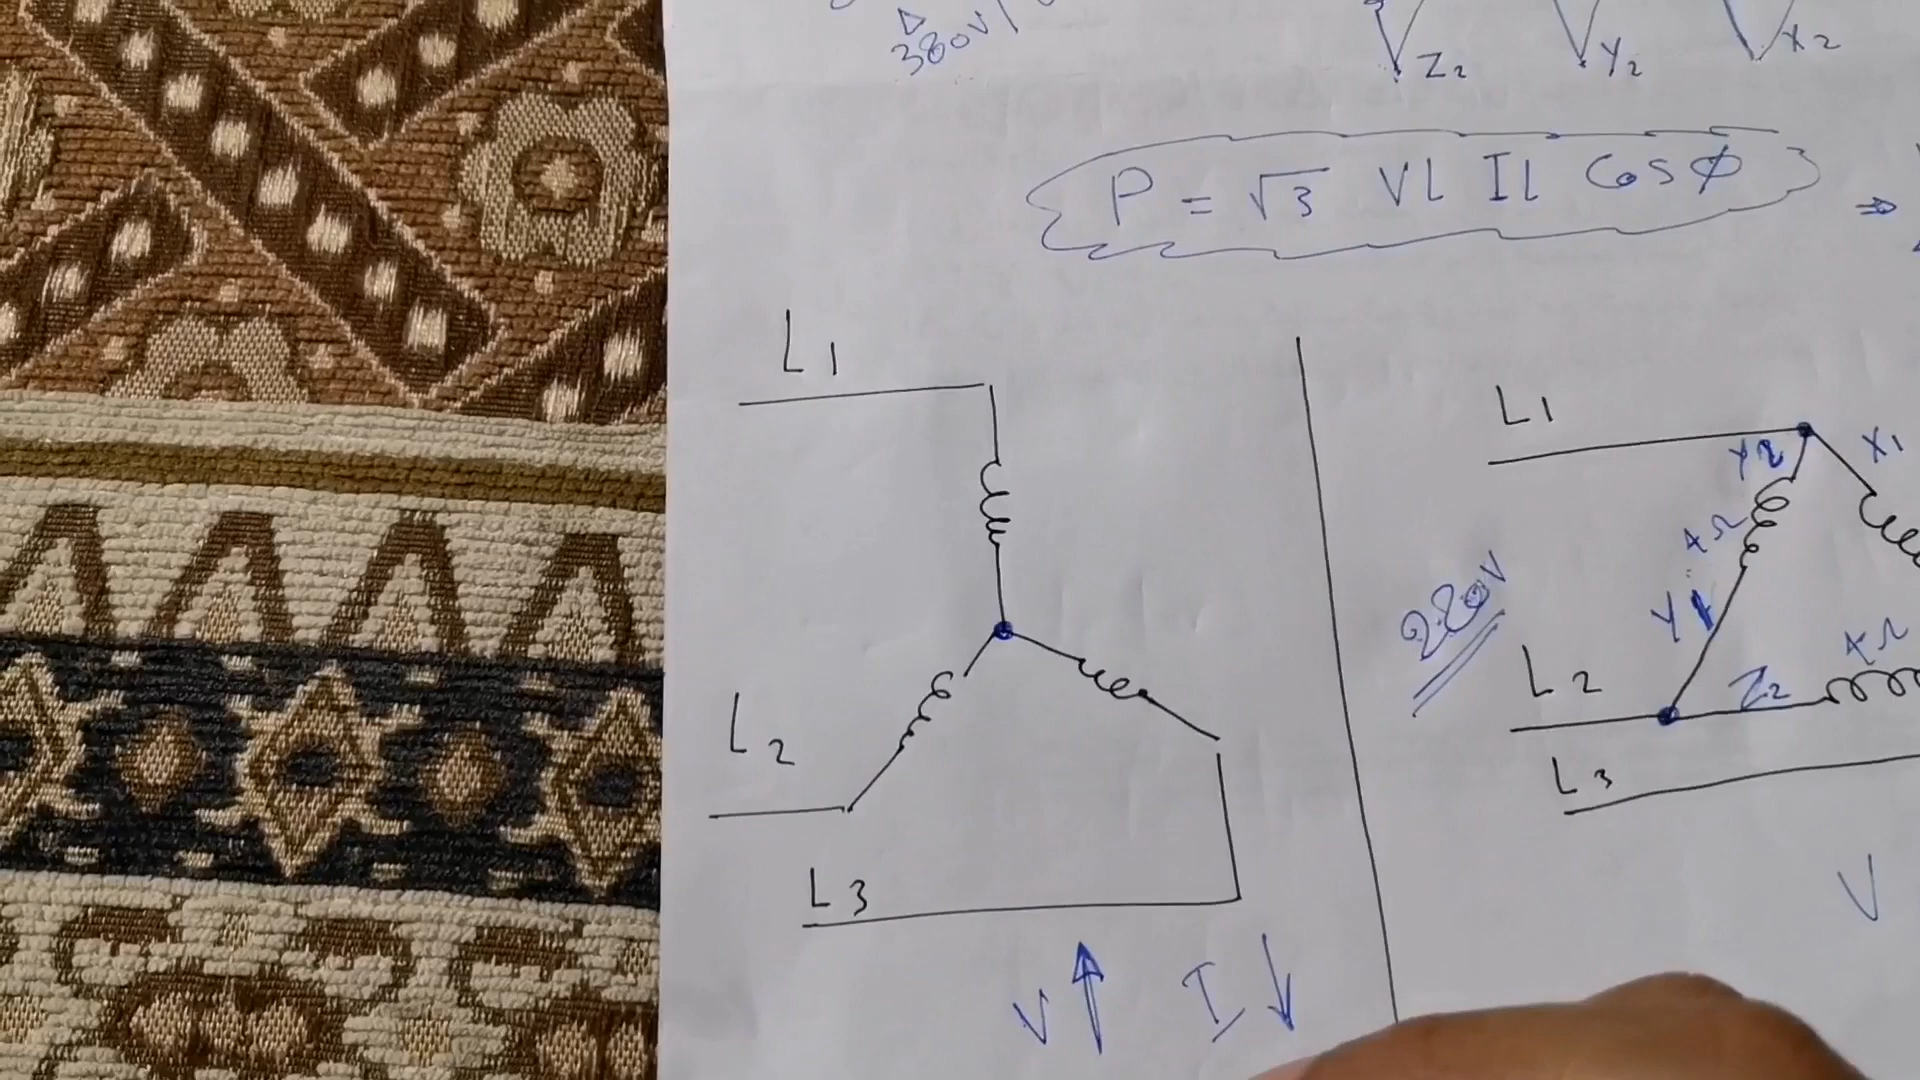 Δ
380V/
Z2 Y2 X2
P = √3 VL IL Cosϕ ⇒
L1
L2
L3
V ↑ I ↓
L1
Y2 X1
4Ω
Y1
280V
L2 Z2 4Ω
L3
V